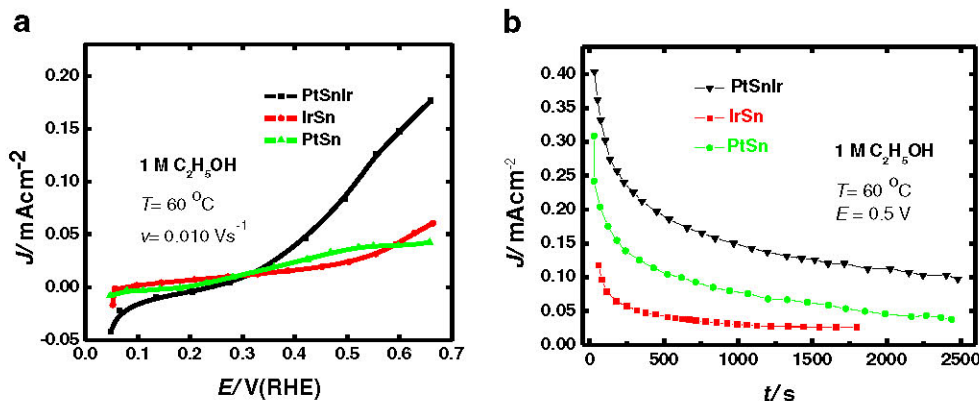 a
J/ mAcm-2
0.20
0.15
0.10
0.05
0.00
-0.05
PtSnIr
IrSn
PtSn
1 M C2H5OH
T= 60 °C
v= 0.010 Vs-1
0.0 0.1 0.2 0.3 0.4 0.5 0.6 0.7
E/V(RHE)
b
J/ mAcm-2
0.40
0.35
0.30
0.25
0.20
0.15
0.10
0.05
0.00
PtSnIr
IrSn
PtSn
1 M C2H5OH
T= 60 °C
E = 0.5 V
0 500 1000 1500 2000 2500
t/s